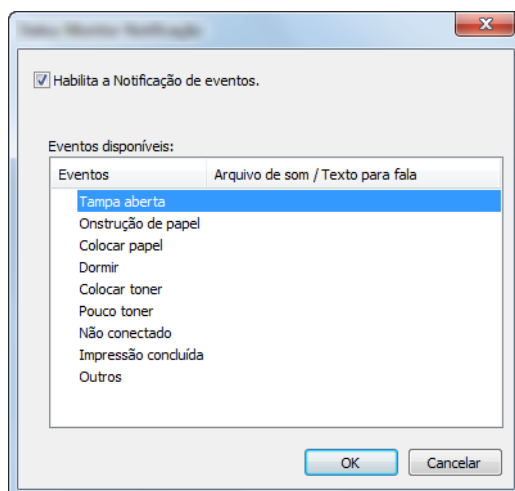 Habilita a Notificação de eventos.
Eventos disponíveis:
Eventos Arquivo de som / Texto para fala
Tampa aberta
Onstrução de papel
Colocar papel
Dormir
Colocar toner
Pouco toner
Não conectado
Impressão concluída
Outros
OK Cancelar